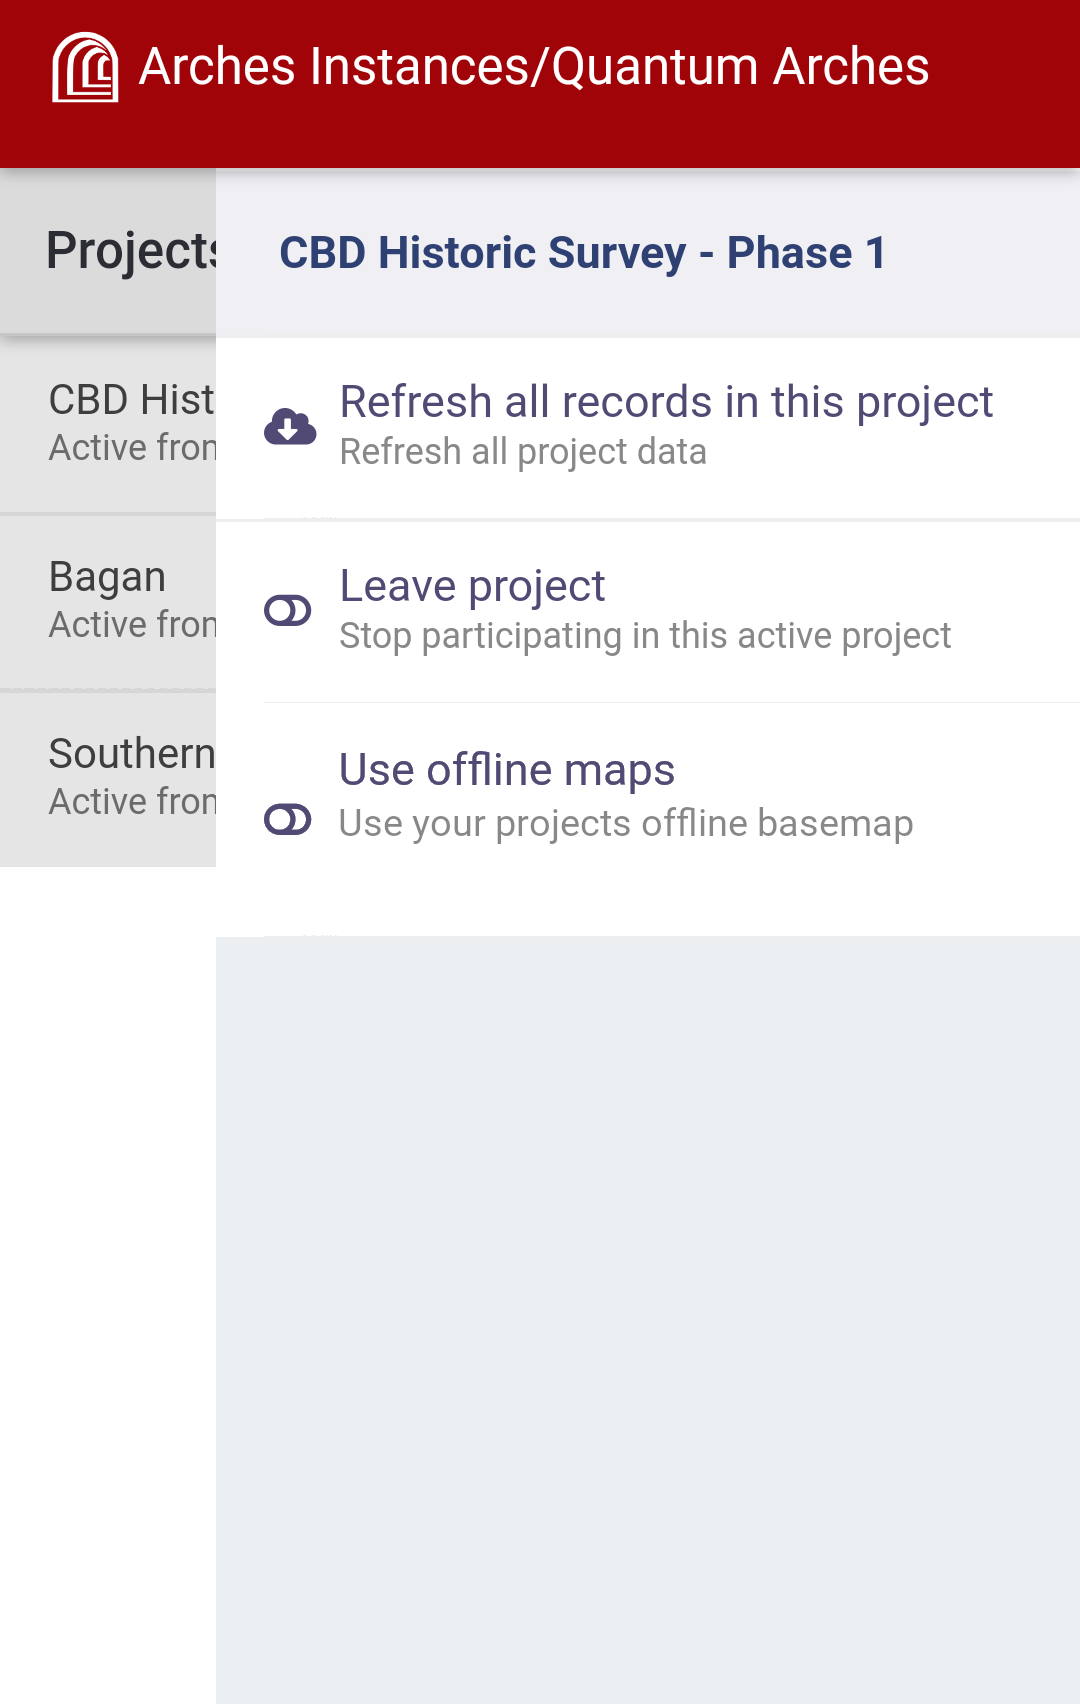 Arches Instances/Quantum Arches
Projects
CBD Historic Survey - Phase 1
CBD Hist
Active fron
Refresh all records in this project
Refresh all project data
Bagan
Active fron
Leave project
Stop participating in this active project
Southern
Active fron
Use offline maps
Use your projects offline basemap